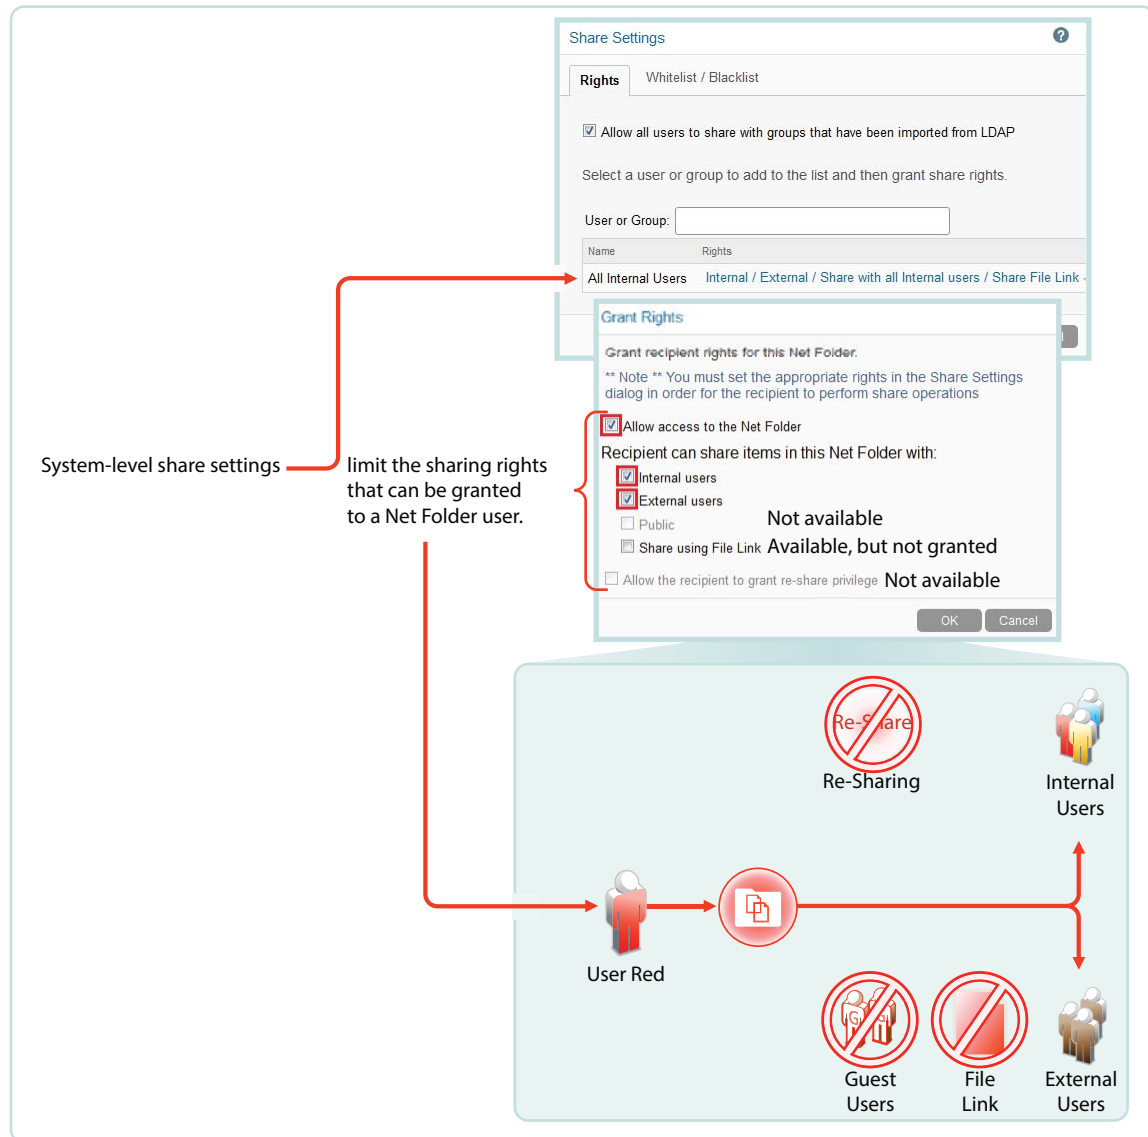 Share Settings
?
Rights
Whitelist / Blacklist
Allow all users to share with groups that have been imported from LDAP
Select a user or group to add to the list and then grant share rights.
User or Group:
Name Rights
All Internal Users Internal / External / Share with all Internal users / Share File Link
Grant Rights
Grant recipient rights for this Net Folder.
** Note ** You must set the appropriate rights in the Share Settings
dialog in order for the recipient to perform share operations
Allow access to the Net Folder
Recipient can share items in this Net Folder with:
Internal users
External users
Public Not available
Share using File Link Available, but not granted
Allow the recipient to grant re-share privilege Not available
OK Cancel
System-level share settings
limit the sharing rights
that can be granted
to a Net Folder user.
Re-Share
Re-Sharing
Internal
Users
User Red
G G
Guest
Users
File
Link
External
Users